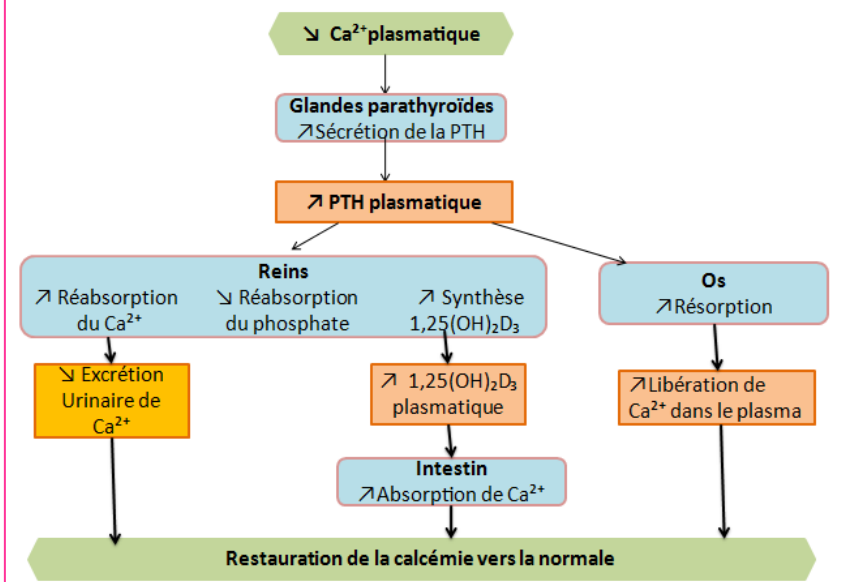 ↘ Ca²⁺plasmatique
Glandes parathyroïdes
↗Sécrétion de la PTH
↗ PTH plasmatique
Reins
↗ Réabsorption
du Ca²⁺
↘ Réabsorption
du phosphate
↗ Synthèse
1,25(OH)₂D₃
Os
↗Résorption
↘ Excrétion
Urinaire de
Ca²⁺
↗ 1,25(OH)₂D₃
plasmatique
↗Libération de
Ca²⁺ dans le plasma
Intestin
↗Absorption de Ca²⁺
Restauration de la calcémie vers la normale